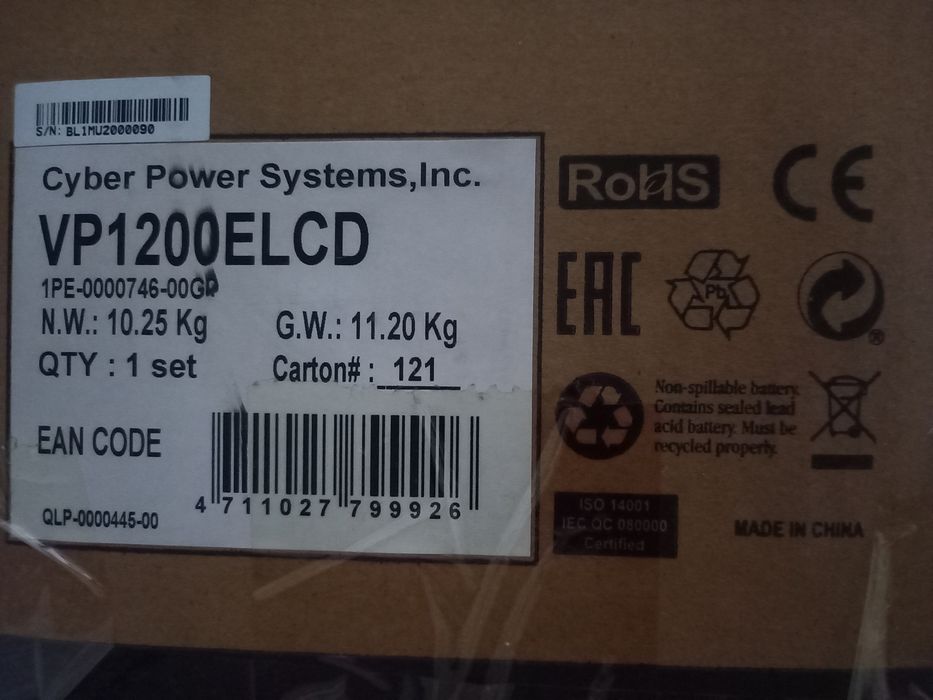 S/N: BL1MU2000090
Cyber Power Systems,Inc.
VP1200ELCD
1PE-0000746-00GP
N.W.: 10.25 Kg
G.W.: 11.20 Kg
QTY : 1 set
Carton# : 121
EAN CODE
4 711027 799926
QLP-0000445-00
RoHS
CE
EAC
Pb
®
Non-spillable battery.
Contains sealed lead
acid battery. Must be
recycled properly.
ISO 14001
IEC QC 080000
Certified
MADE IN CHINA